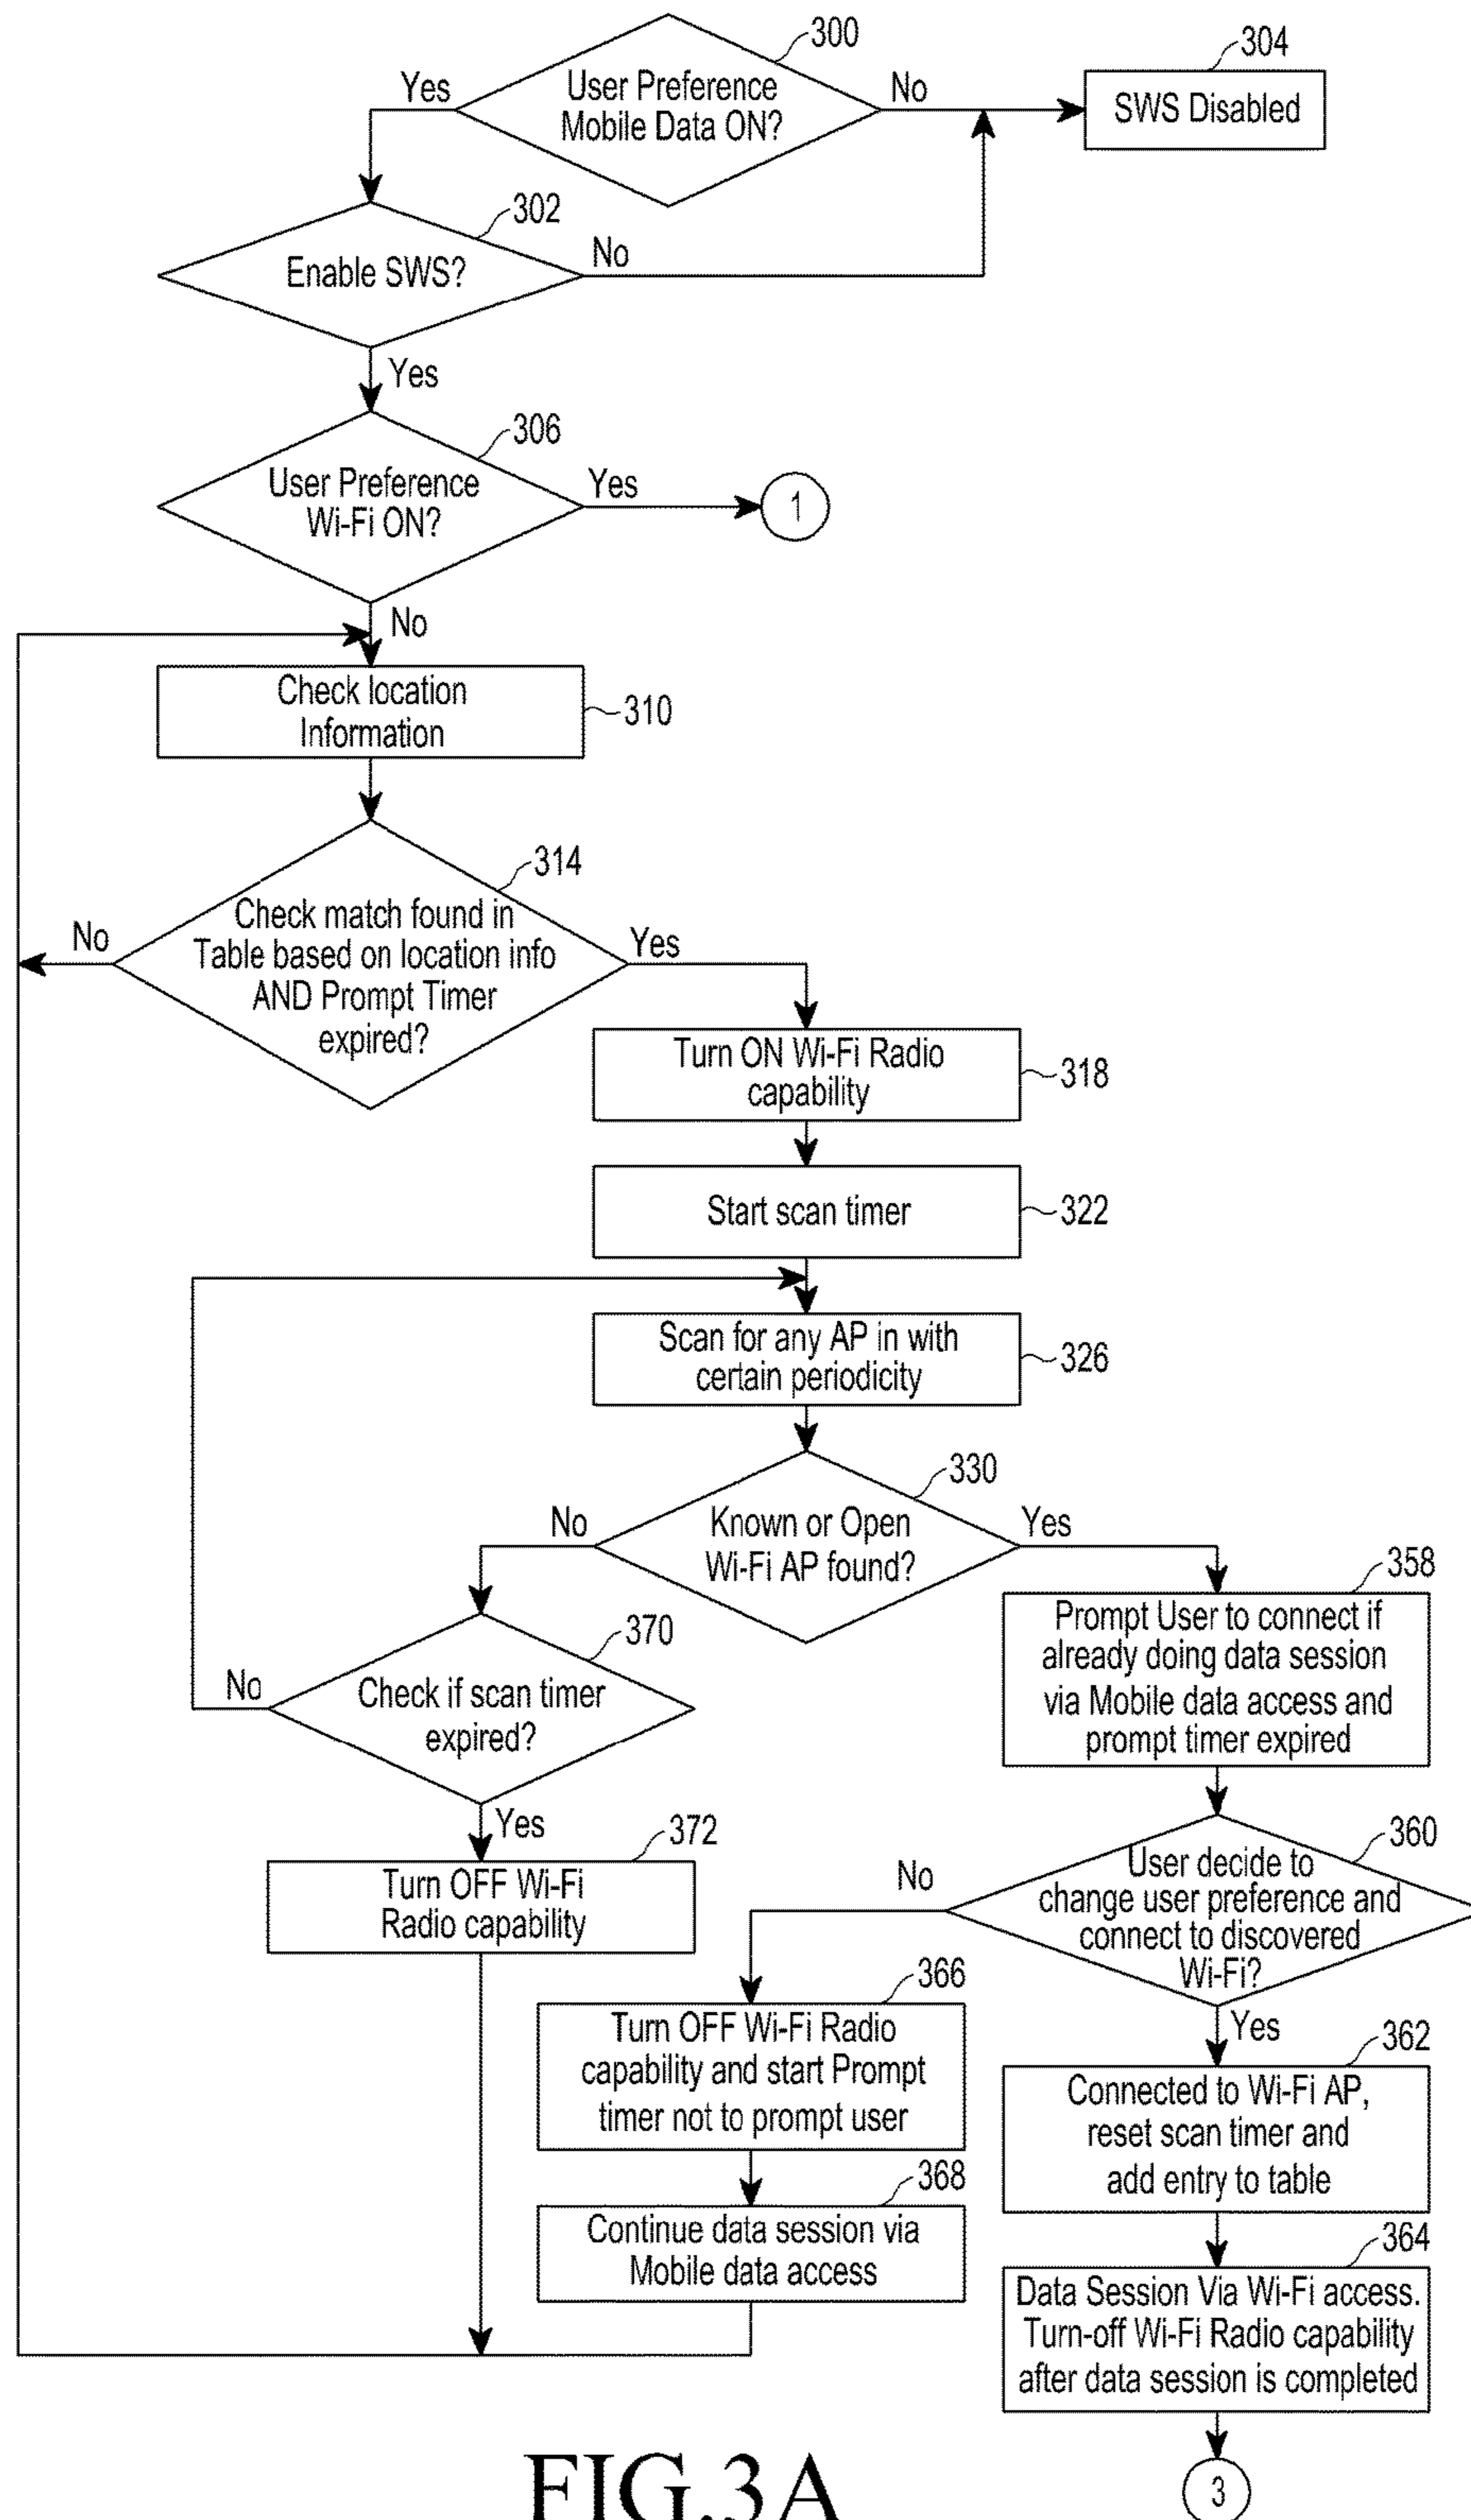 300
User Preference
Mobile Data ON?
Yes
No
304
SWS Disabled
302
Enable SWS?
No
Yes
306
User Preference
Wi-Fi ON?
Yes
1
No
Check location
Information
310
314
Check match found in
Table based on location info
AND Prompt Timer
expired?
No
Yes
Turn ON Wi-Fi Radio
capability
318
Start scan timer
322
Scan for any AP in with
certain periodicity
326
330
Known or Open
Wi-Fi AP found?
No
Yes
358
Prompt User to connect if
already doing data session
via Mobile data access and
prompt timer expired
370
Check if scan timer
expired?
No
Yes
372
Turn OFF Wi-Fi
Radio capability
360
User decide to
change user preference and
connect to discovered
Wi-Fi?
No
Yes
366
Turn OFF Wi-Fi Radio
capability and start Prompt
timer not to prompt user
362
Connected to Wi-Fi AP,
reset scan timer and
add entry to table
368
Continue data session via
Mobile data access
364
Data Session Via Wi-Fi access.
Turn-off Wi-Fi Radio capability
after data session is completed
3
FIG.3A